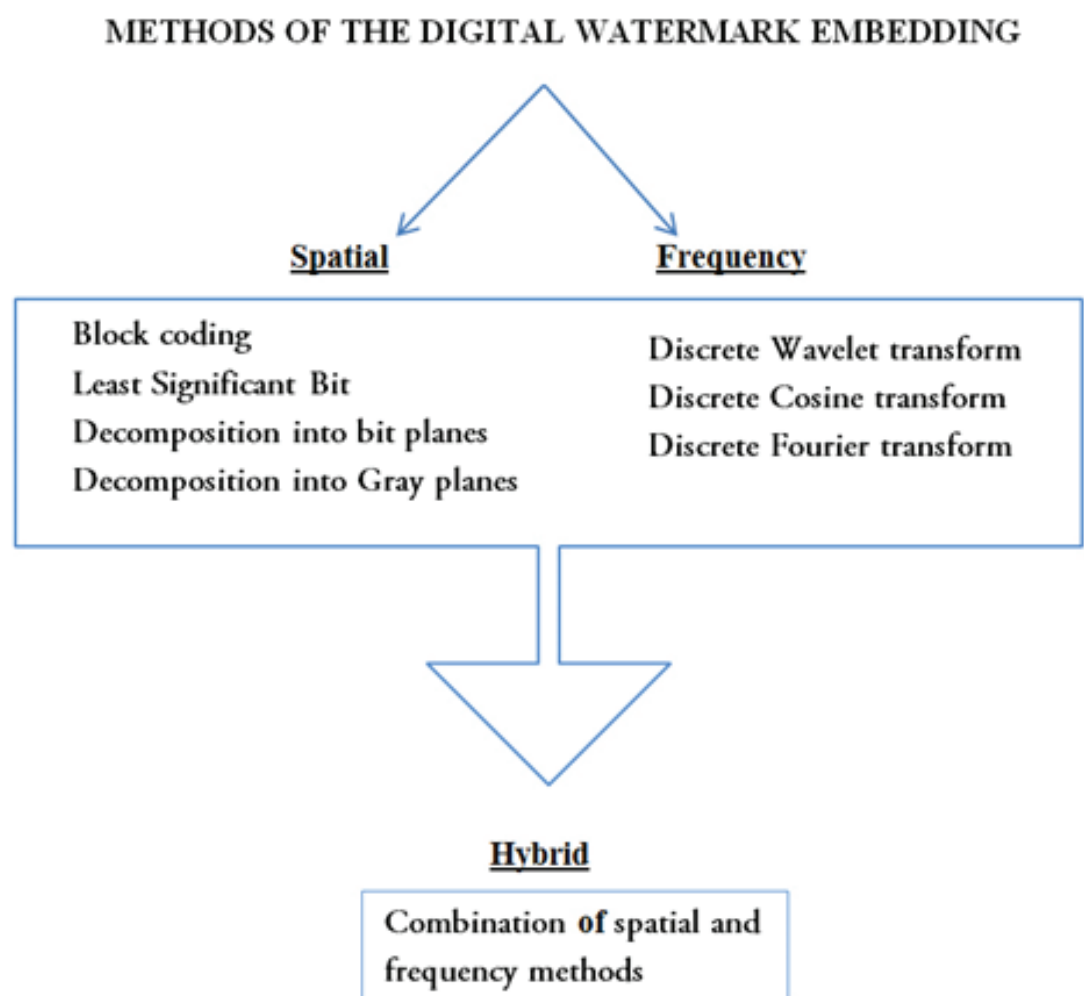 METHODS OF THE DIGITAL WATERMARK EMBEDDING
Spatial
Frequency
Block coding
Least Significant Bit
Decomposition into bit planes
Decomposition into Gray planes
Discrete Wavelet transform
Discrete Cosine transform
Discrete Fourier transform
Hybrid
Combination of spatial and
frequency methods